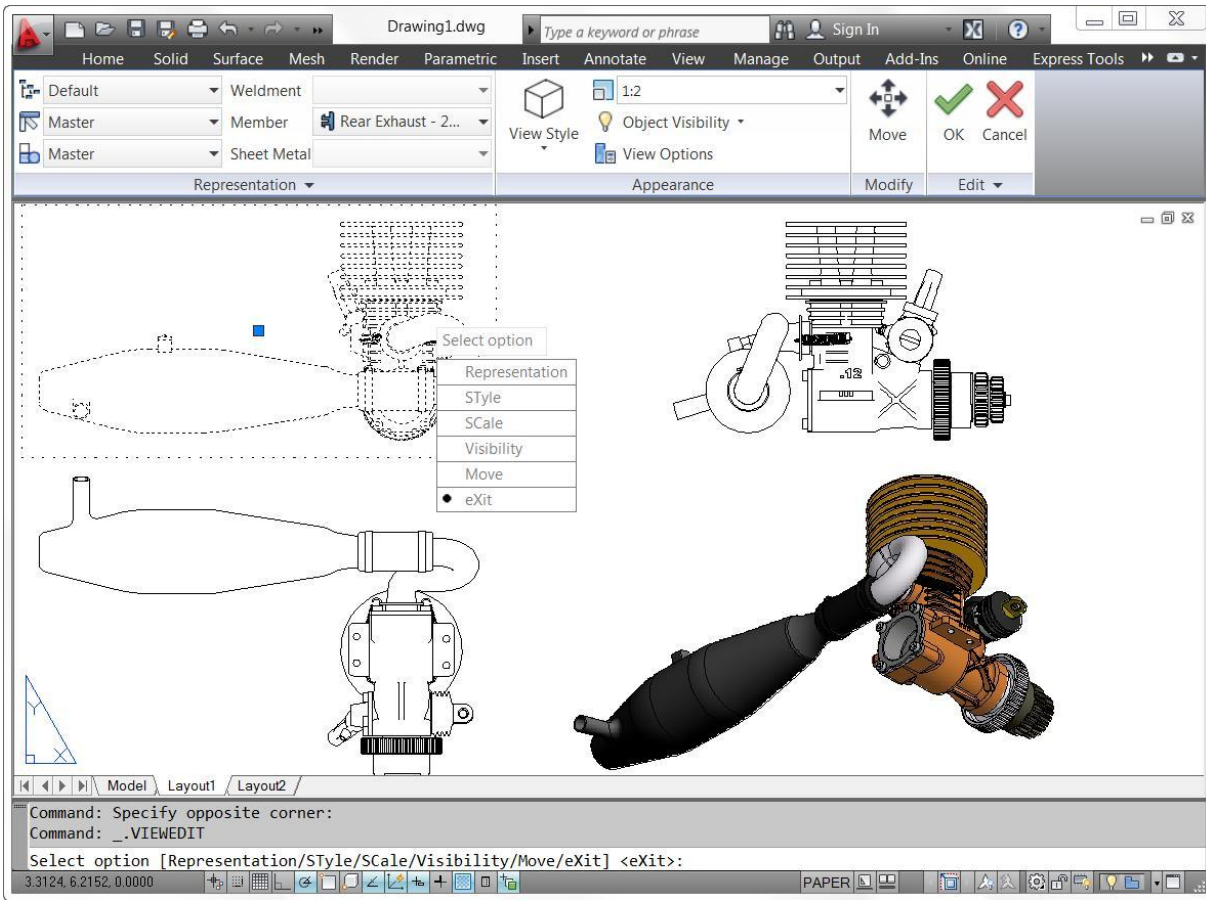 Drawing1.dwg
Type a keyword or phrase
Sign In
Home Solid Surface Mesh Render Parametric Insert Annotate View Manage Output Add-Ins Online Express Tools
Default Weldment 1:2
Master Member Rear Exhaust - 2... View Style Object Visibility Move OK Cancel
Master Sheet Metal View Options
Representation Appearance Modify Edit
Select option
Representation
STyle
SCale
Visibility
Move
eXit
.12
Y
X
Model Layout1 Layout2
Command: Specify opposite corner:
Command: _.VIEWEDIT
Select option [Representation/STyle/SCale/Visibility/Move/eXit] <eXit>:
3.3124, 6.2152, 0.0000 PAPER